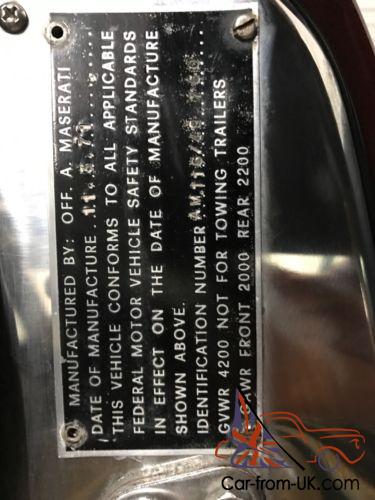 MANUFACTURED BY: OFF. A. MASERATI
DATE OF MANUFACTURE
THIS VEHICLE CONFORMS TO ALL APPLICABLE
FEDERAL MOTOR VEHICLE SAFETY STANDARDS
IN EFFECT ON THE DATE OF MANUFACTURE
SHOWN ABOVE.
IDENTIFICATION NUMBER
GVWR 4200 NOT FOR TOWING TRAILERS
FRONT 2000 REAR 2200
Car-from-UK.com